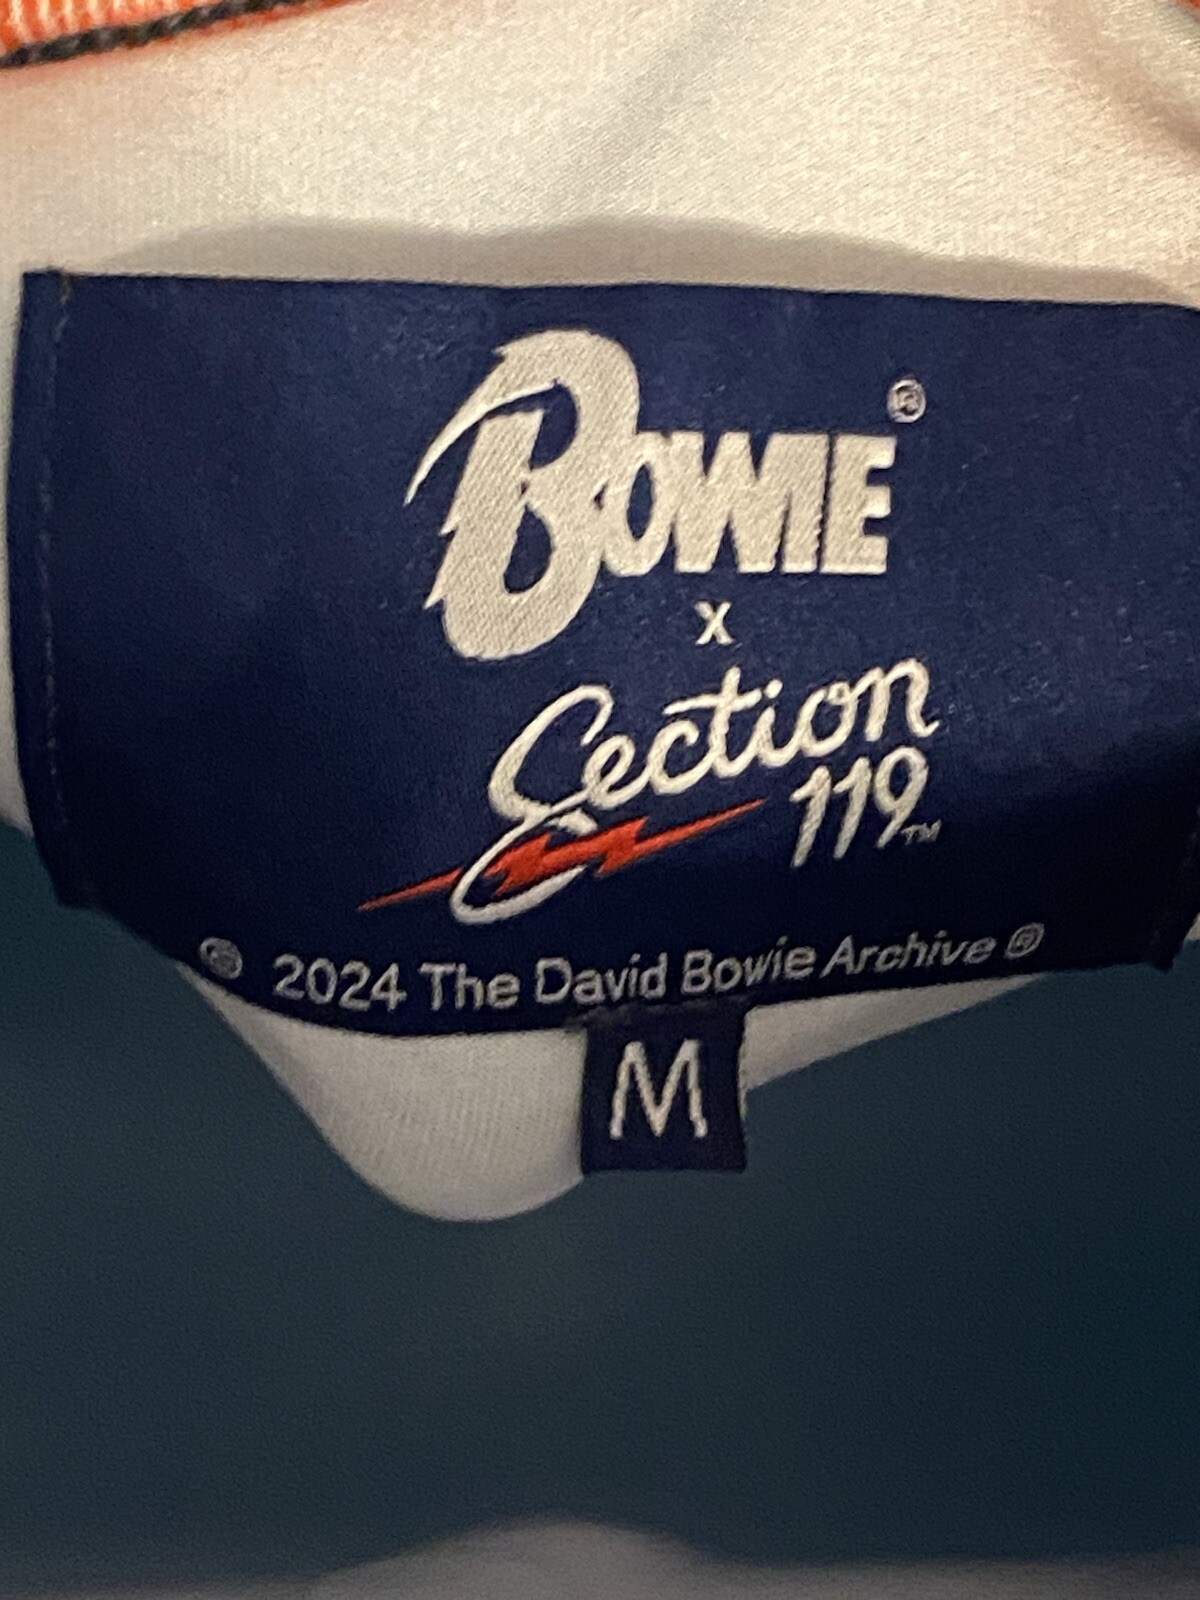 BOWIE®
x
Section
119™
© 2024 The David Bowie Archive ®
M